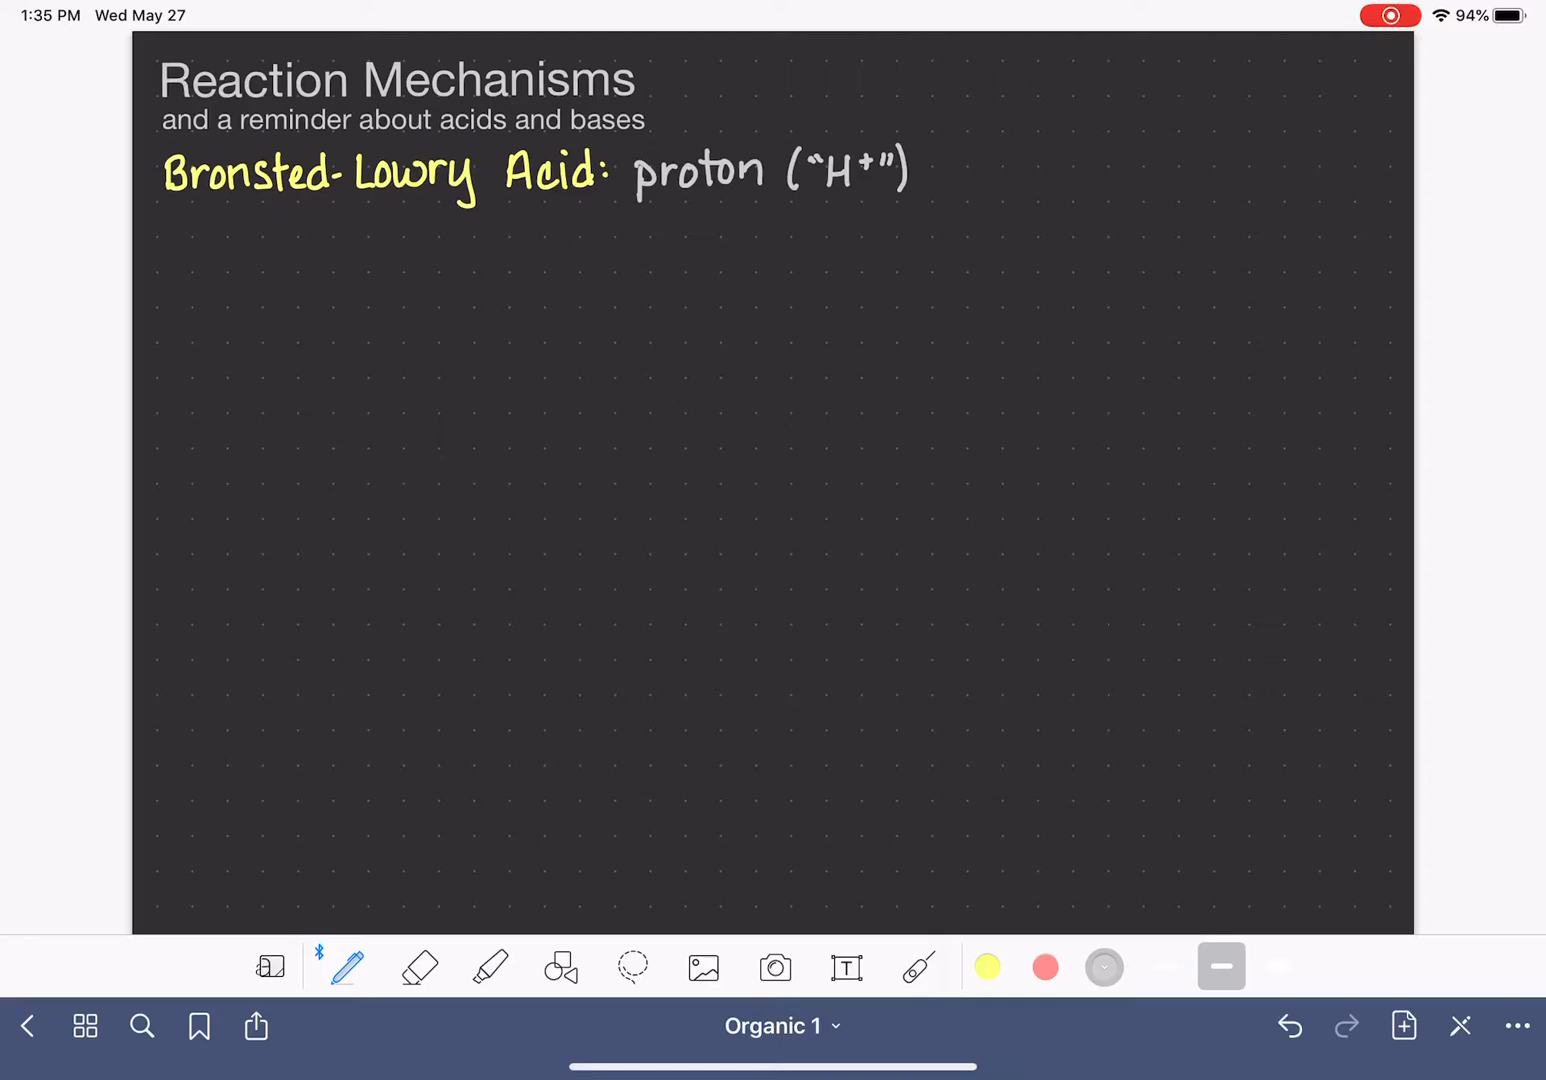 1:35 PM Wed May 27
94%
Reaction Mechanisms
and a reminder about acids and bases
Bronsted-Lowry Acid: proton ("H+")
Organic 1